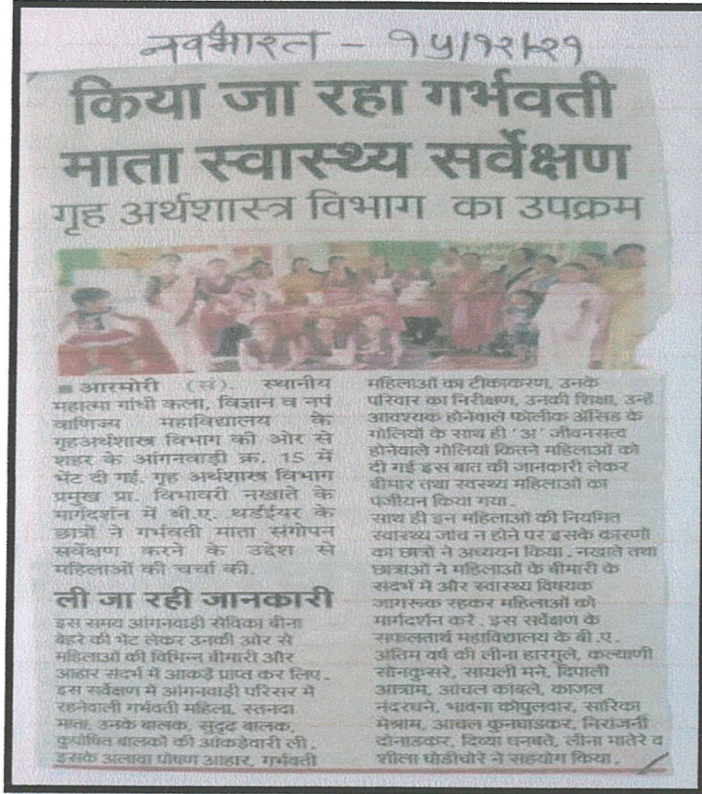 नवभारत - १५/१२/२१
किया जा रहा गर्भवती
माता स्वास्थ्य सर्वेक्षण
गृह अर्थशास्त्र विभाग का उपक्रम
■ आरमोरी (सं). स्थानीय
महात्मा गांधी कला, विज्ञान व नपं
वाणिज्य महाविद्यालय के
गृहअर्थशास्त्र विभाग की ओर से
शहर के आंगनवाड़ी क्र. 15 में
भेंट दी गई. गृह अर्थशास्त्र विभाग
प्रमुख प्रा. विभावरी नखाते के
मार्गदर्शन में बी.ए. थर्डईयर के
छात्रों ने गर्भवती माता संगोपन
सर्वेक्षण करने के उद्देश से
महिलाओं की चर्चा की.
ली जा रही जानकारी
इस समय आंगनवाड़ी सेविका बीना
बेहरे की भेंट लेकर उनकी ओर से
महिलाओं की विभिन्न बीमारी और
आहार संदर्भ में आकड़े प्राप्त कर लिए.
इस सर्वेक्षण में आंगनवाड़ी परिसर में
रहनेवाली गर्भवती महिला, स्तनदा
माता, उनके बालक, सुदृढ़ बालक,
कुपोषित बालकों की आंकड़ेवारी ली.
इसके अलावा पोषण आहार, गर्भवती
महिलाओं का टीकाकरण, उनके
परिवार का निरीक्षण, उनकी शिक्षा, उन्हें
आवश्यक होनेवाले फोलीक अॅसिड के
गोलियों के साथ ही 'अ' जीवनसत्व
होनेवाले गोलियां कितने महिलाओं को
दी गई इस बात की जानकारी लेकर
बीमार तथा स्वस्थ्य महिलाओं का
पंजीयन किया गया.
साथ ही इन महिलाओं की नियमित
स्वास्थ्य जांच न होने पर इसके कारणों
का छात्रों ने अध्ययन किया. नखाते तथा
छात्राओं ने महिलाओं के बीमारी के
संदर्भ में और स्वास्थ्य विषयक
जागरूक रहकर महिलाओं को
मार्गदर्शन करें. इस सर्वेक्षण के
सफलतार्थ महाविद्यालय के बी.ए.
अंतिम वर्ष की लीना हारगुले, कल्याणी
सोनकुसरे, सायली मने, दिपाली
आत्राम, आंचल कांबले, काजल
नंदरधने, भावना कोपुलवार, सारिका
मेश्राम, आचल कुनघाडकर, निरांजनी
दोनाडकर, दिव्या धनबते, लीना भातेरे व
शीला घोडीचोरे ने सहयोग किया.